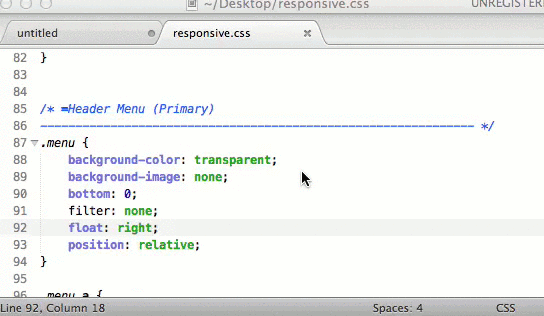 ~/Desktop/responsive.css
UNREGISTER
untitled
responsive.css
82 }
83
84
85 /* =Header Menu (Primary)
86 -------------------------------------------------------------- */
87 .menu {
88 background-color: transparent;
89 background-image: none;
90 bottom: 0;
91 filter: none;
92 float: right;
93 position: relative;
94 }
95
96 .menu a {
Line 92, Column 18
Spaces: 4
CSS